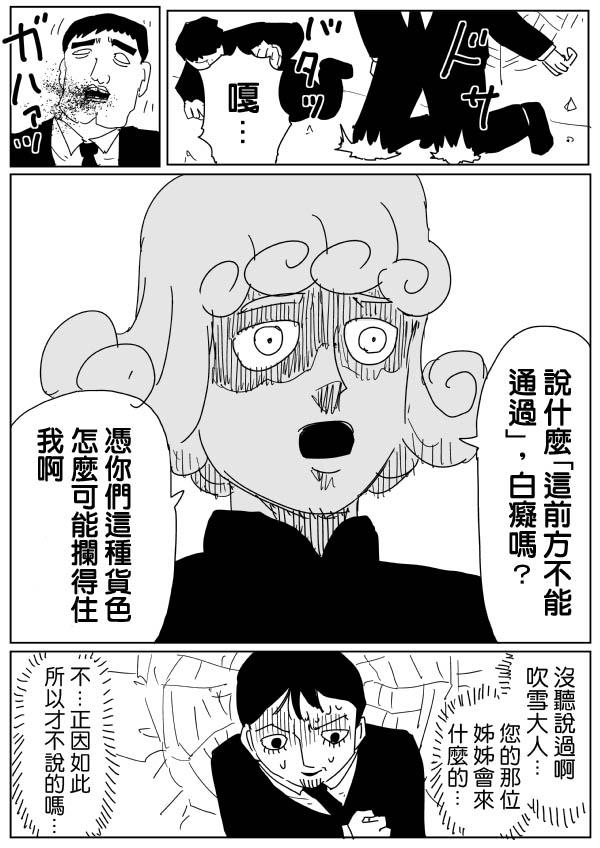 ドサ
バタッ
嘎…
ガハァッ
說什麼「這前方不能
通過」，白癡嗎？
憑你們這種貨色
怎麼可能攔得住
我啊
沒聽說過啊
吹雪大人…
您的那位
姊姊會來
什麼的…
不…正因如此
所以才不說的嗎…